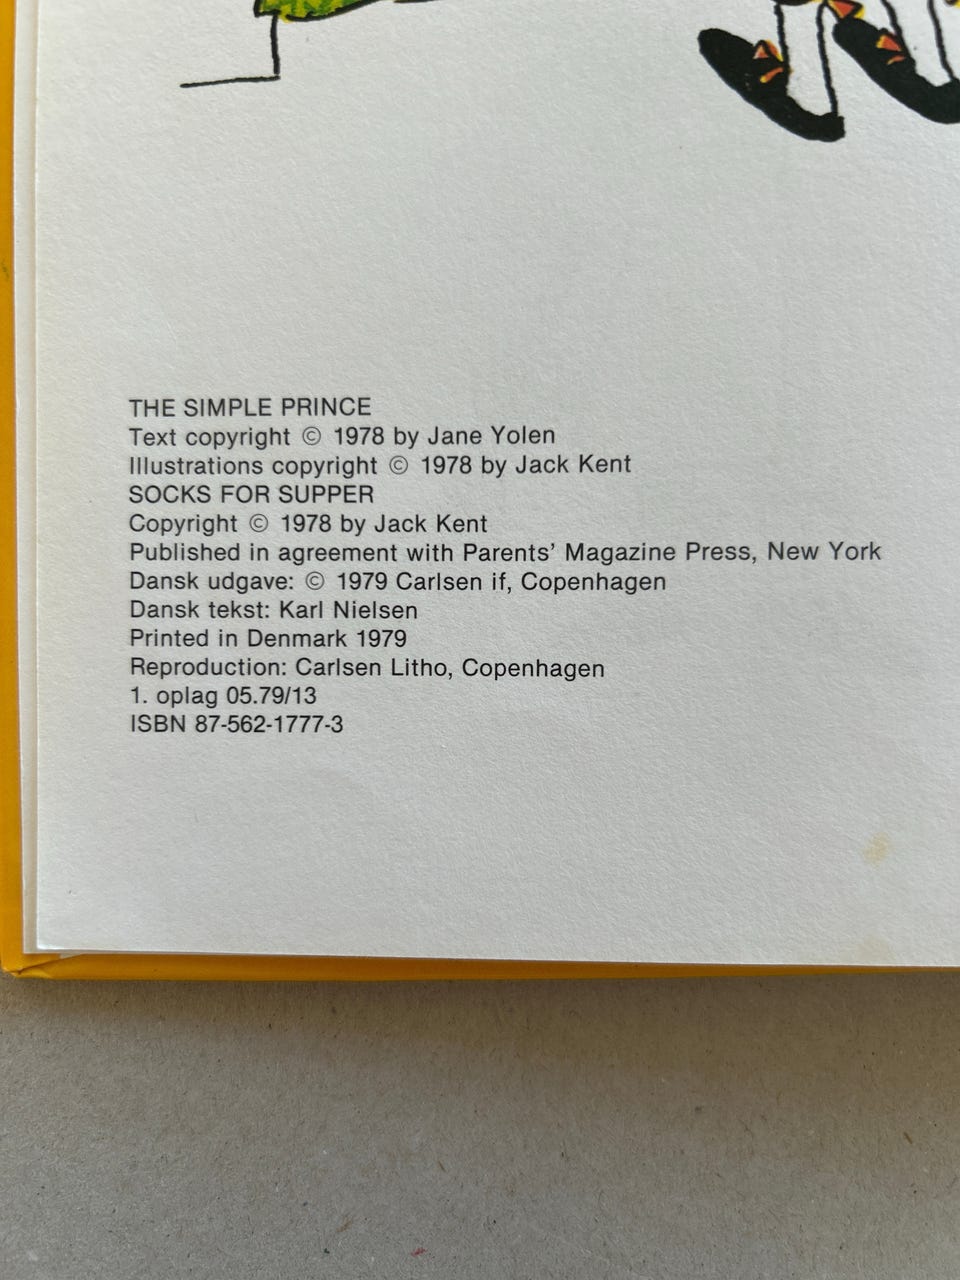 THE SIMPLE PRINCE
Text copyright © 1978 by Jane Yolen
Illustrations copyright © 1978 by Jack Kent
SOCKS FOR SUPPER
Copyright © 1978 by Jack Kent
Published in agreement with Parents' Magazine Press, New York
Dansk udgave: © 1979 Carlsen if, Copenhagen
Dansk tekst: Karl Nielsen
Printed in Denmark 1979
Reproduction: Carlsen Litho, Copenhagen
1. oplag 05.79/13
ISBN 87-562-1777-3